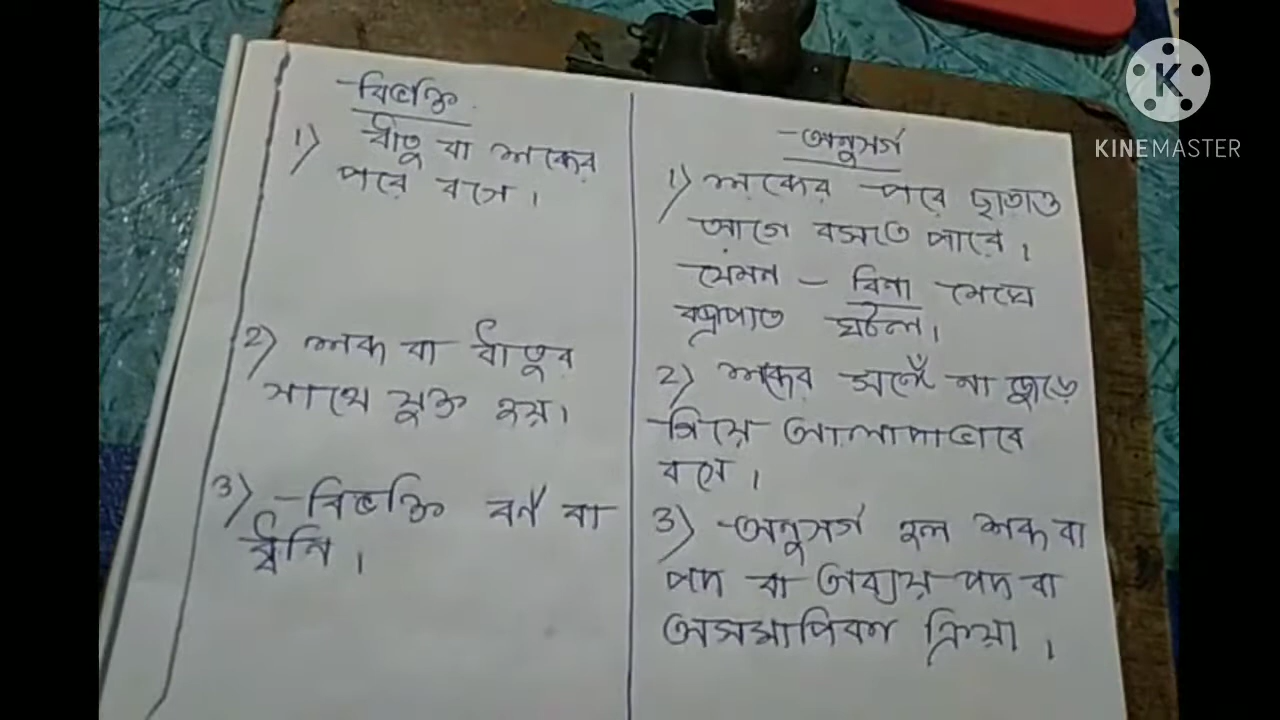 বিভক্তি
১) ধাতু বা শব্দের
পরে বসে।
২) শব্দ বা ধাতুর
সাথে যুক্ত হয়।
৩) বিভক্তি বর্ণ বা
ধ্বনি।
অনুসর্গ
১) শব্দের পরে ছাড়াও
আগে বসতে পারে।
যেমন – বিনা মেঘে
বজ্রপাত ঘটল।
২) শব্দের সঙ্গে না জুড়ে
গিয়ে আলাদাভাবে
বসে।
৩) অনুসর্গ হল শব্দ বা
পদ বা অব্যয় পদ বা
অসমাপিকা ক্রিয়া।
K
KINEMASTER